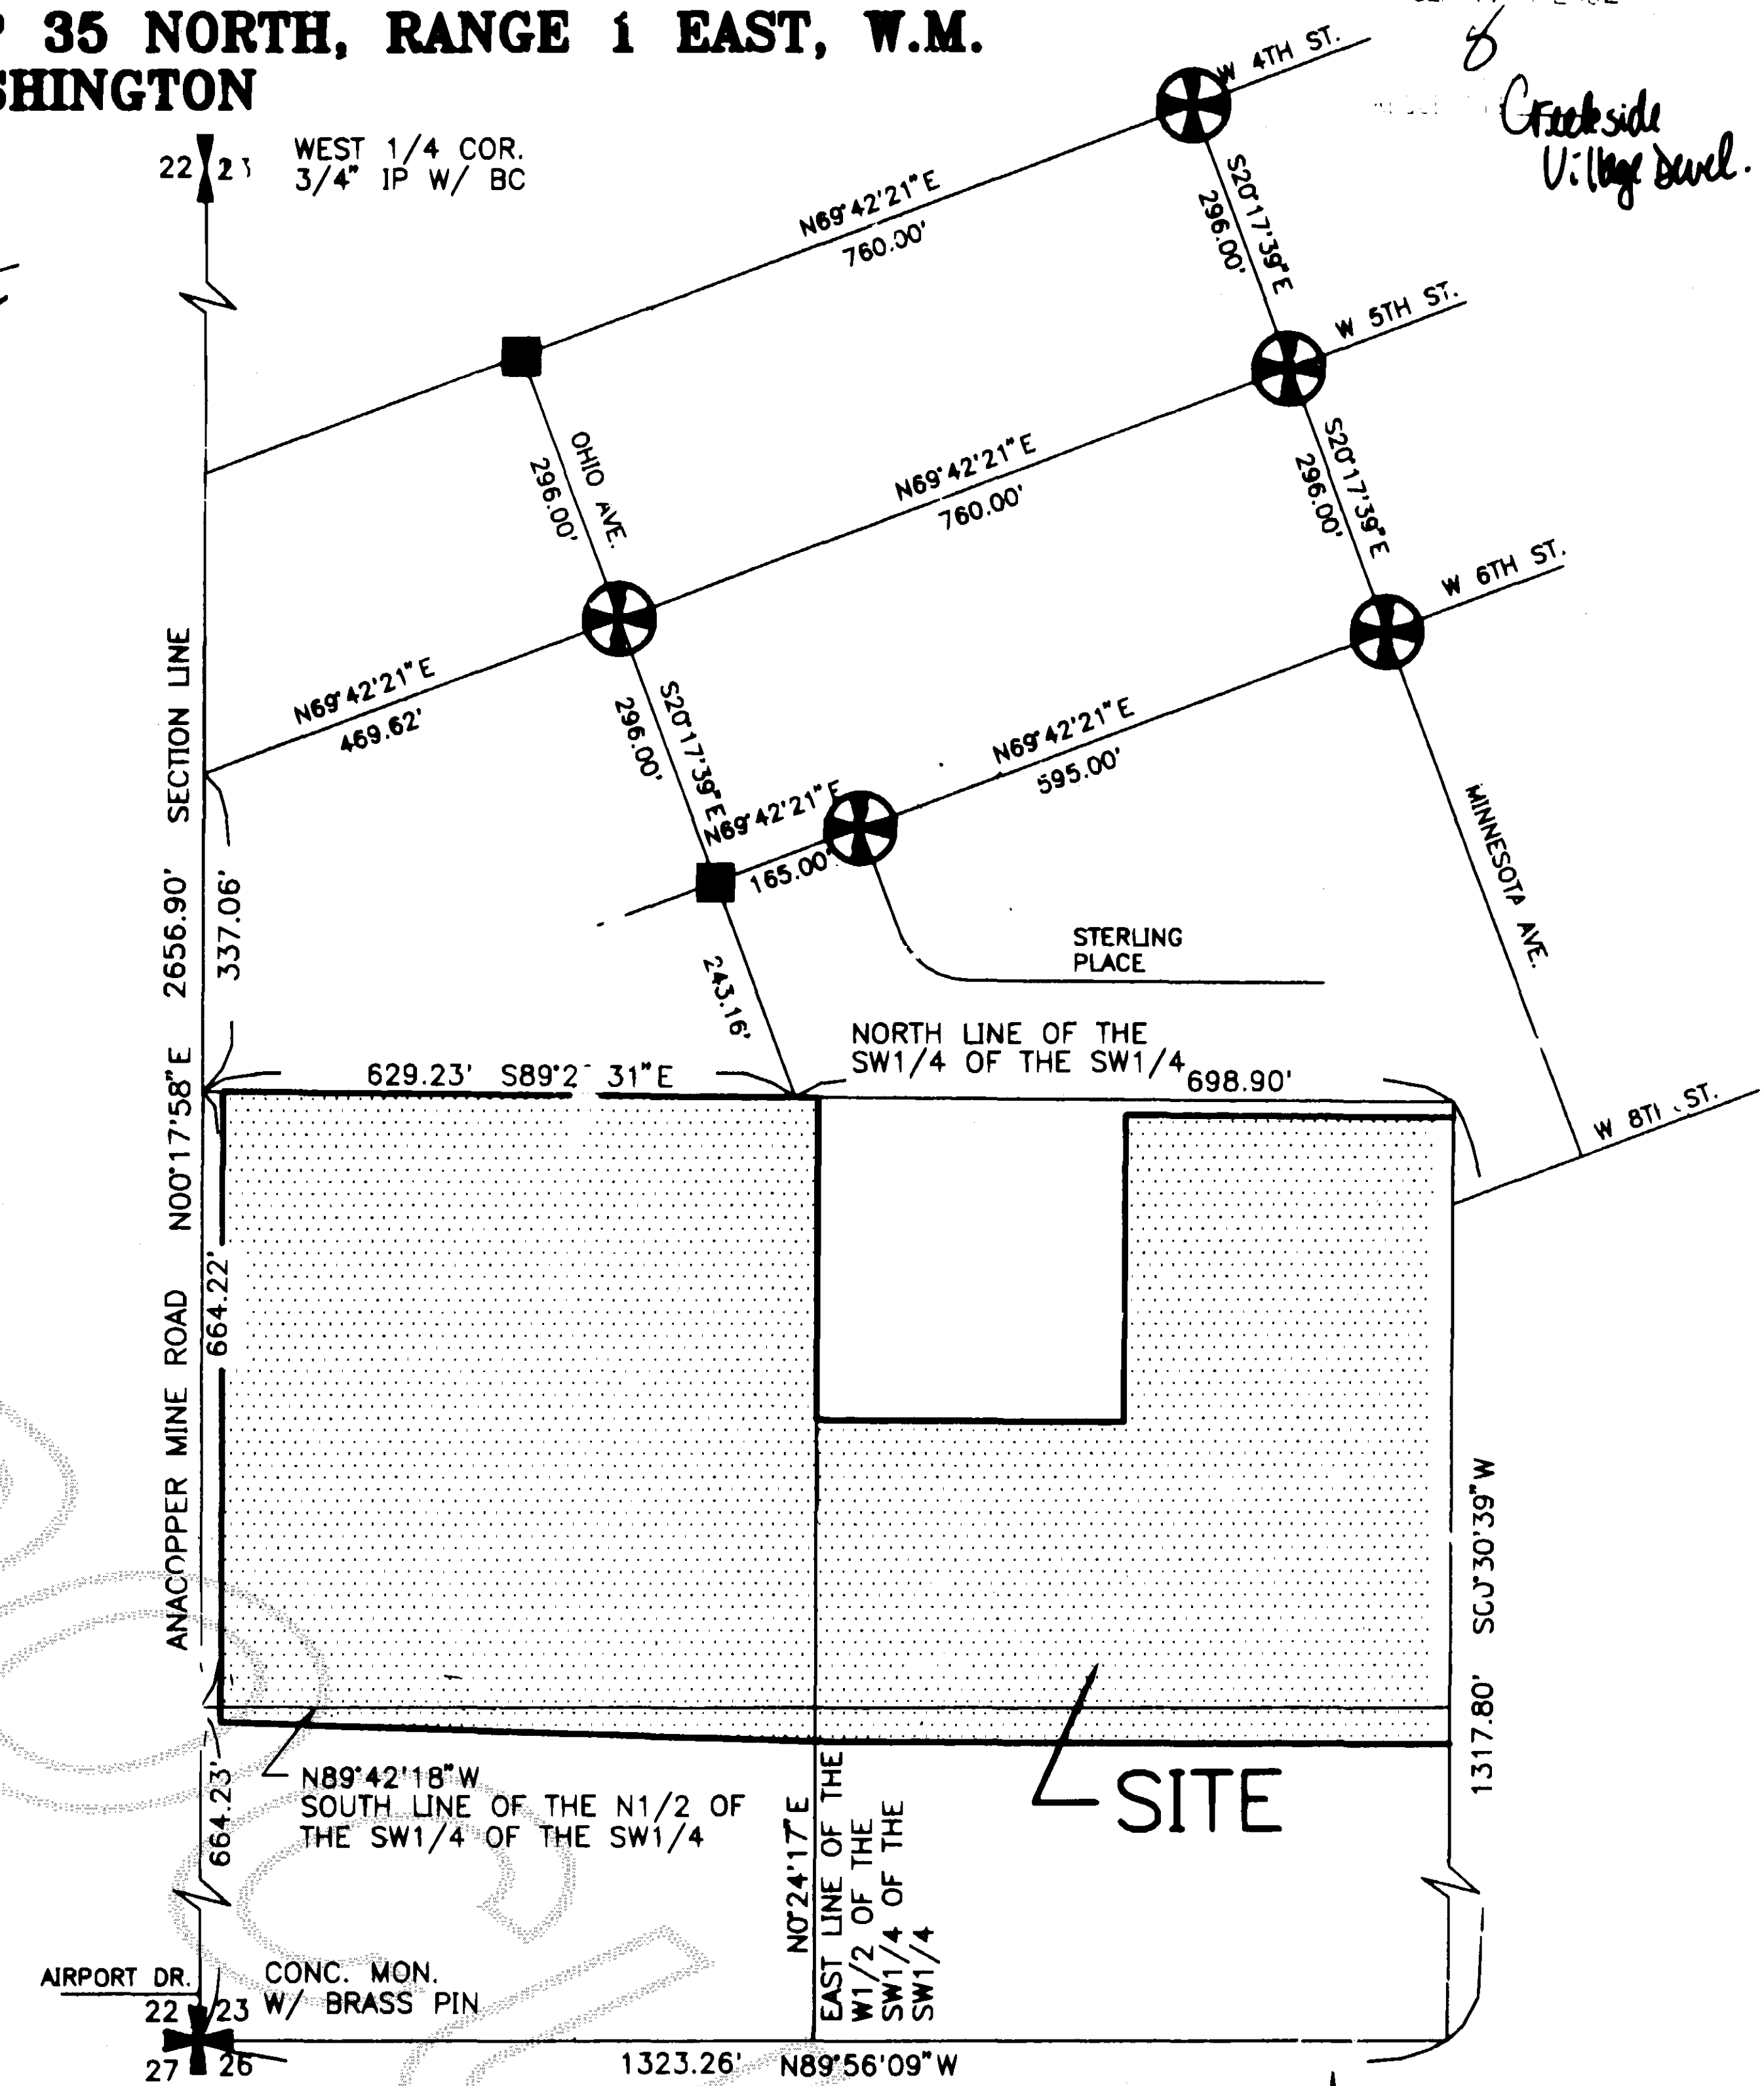 35 NORTH, RANGE 1 EAST, W.M.
SHINGTON
8
Creekside
Village Devel.
W 4TH ST.
22 23
WEST 1/4 COR.
3/4" IP W/ BC
N69°42'21"E
760.00'
S20°17'39"E
296.00'
W 5TH ST.
OHIO AVE.
296.00'
N69°42'21"E
760.00'
S20°17'39"E
296.00'
W 6TH ST.
N69°42'21"E
469.62'
S20°17'39"E
296.00'
N69°42'21"E
165.00'
N69°42'21"E
595.00'
MINNESOTA AVE.
SECTION LINE
2656.90'
337.06'
N00°17'58"E
ANACOPPER MINE ROAD
STERLING
PLACE
243.16'
NORTH LINE OF THE
SW1/4 OF THE SW1/4
629.23' S89°2 31"E
698.90'
W 8TH ST.
664.22'
1317.80' S00°30'39"W
SITE
664.23'
N89°42'18"W
SOUTH LINE OF THE N1/2 OF
THE SW1/4 OF THE SW1/4
N0°24'17"E
EAST LINE OF THE
W1/2 OF THE
SW1/4 OF THE
SW1/4
AIRPORT DR.
CONC. MON.
W/ BRASS PIN
22 23
27 26
1323.26' N89°56'09"W